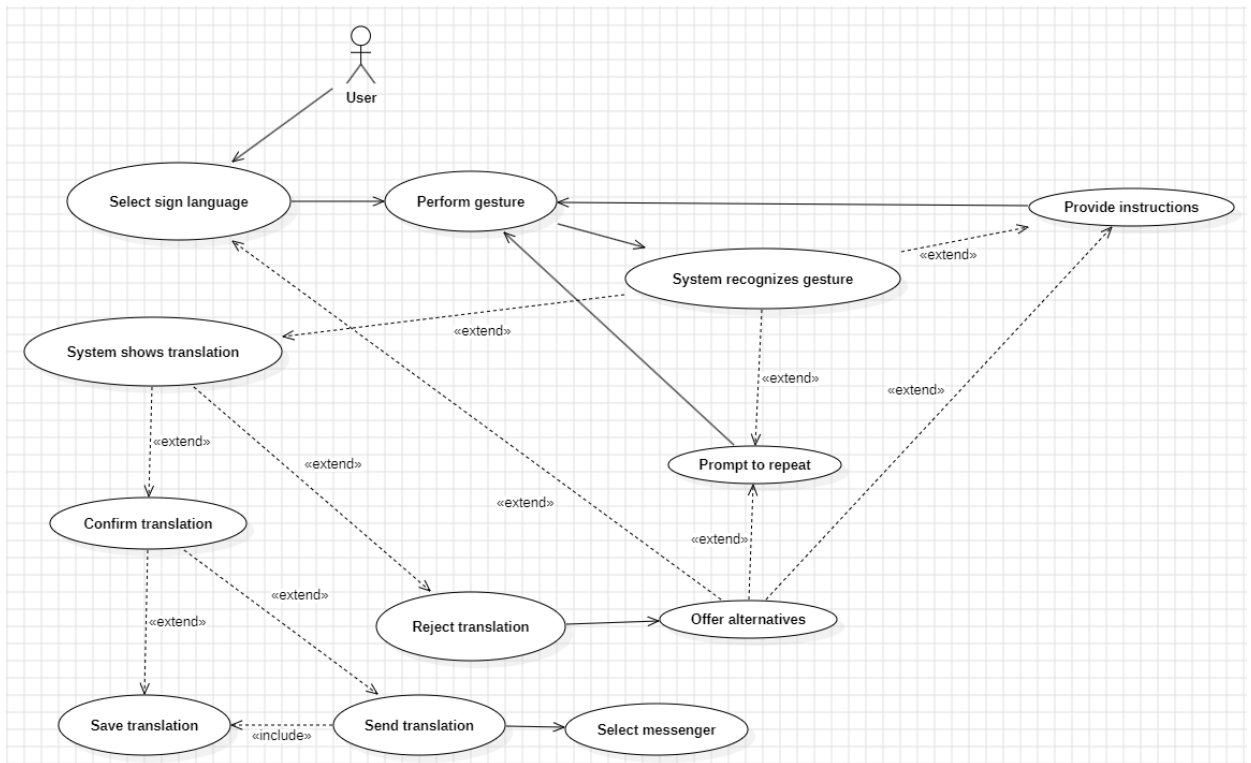 User
Select sign language
Perform gesture
Provide instructions
«extend»
System recognizes gesture
«extend»
System shows translation
«extend»
«extend»
«extend»
«extend»
Prompt to repeat
«extend»
Confirm translation
«extend»
«extend»
«extend»
Reject translation
Offer alternatives
Save translation
Send translation
Select messenger
«include»